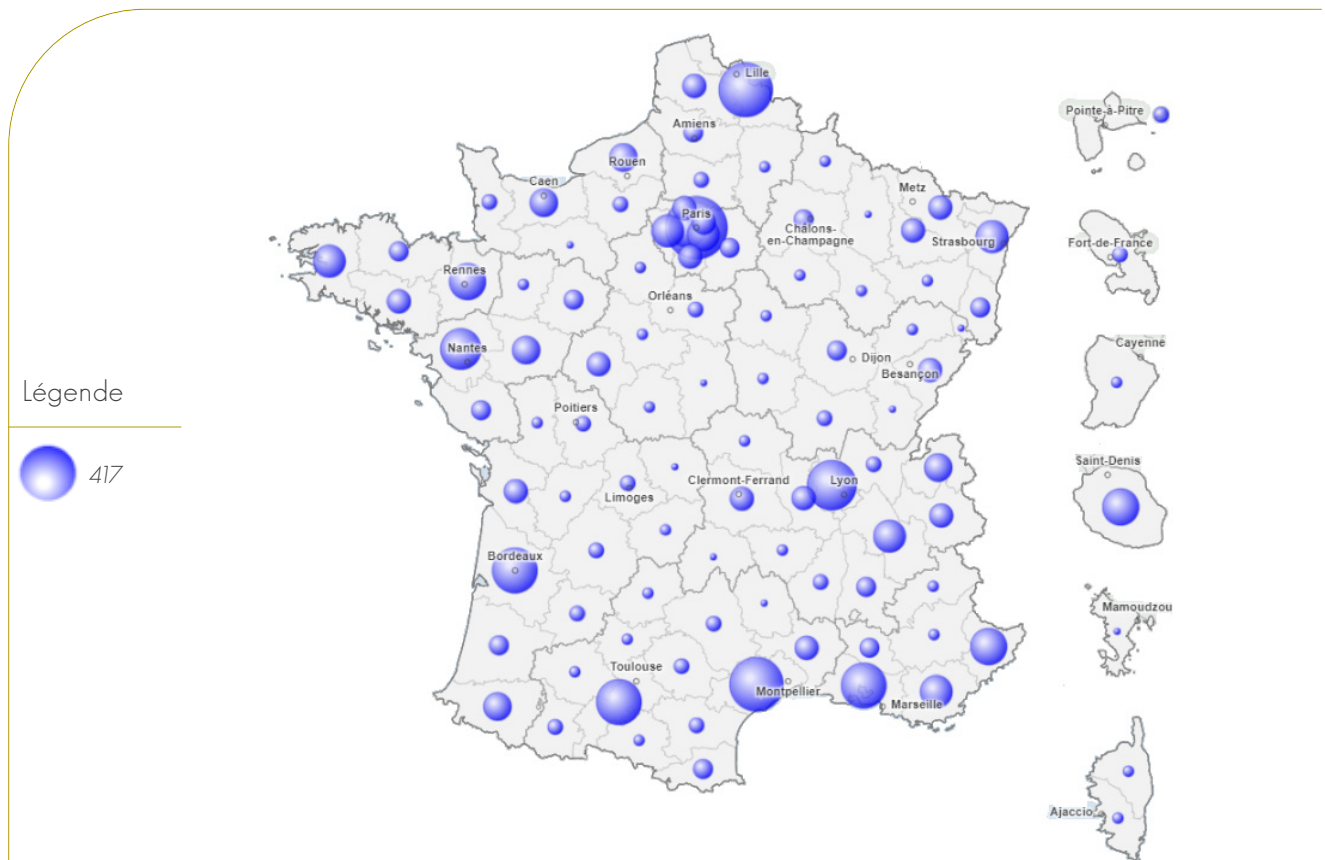 Lille
Amiens
Rouen
Caen
Paris
Metz
Châlons-
en-Champagne
Strasbourg
Rennes
Orléans
Nantes
Dijon
Besançon
Poitiers
Limoges
Clermont-Ferrand
Lyon
Bordeaux
Toulouse
Montpellier
Marseille
Pointe-à-Pitre
Fort-de-France
Cayenne
Saint-Denis
Mamoudzou
Ajaccio
Légende
417